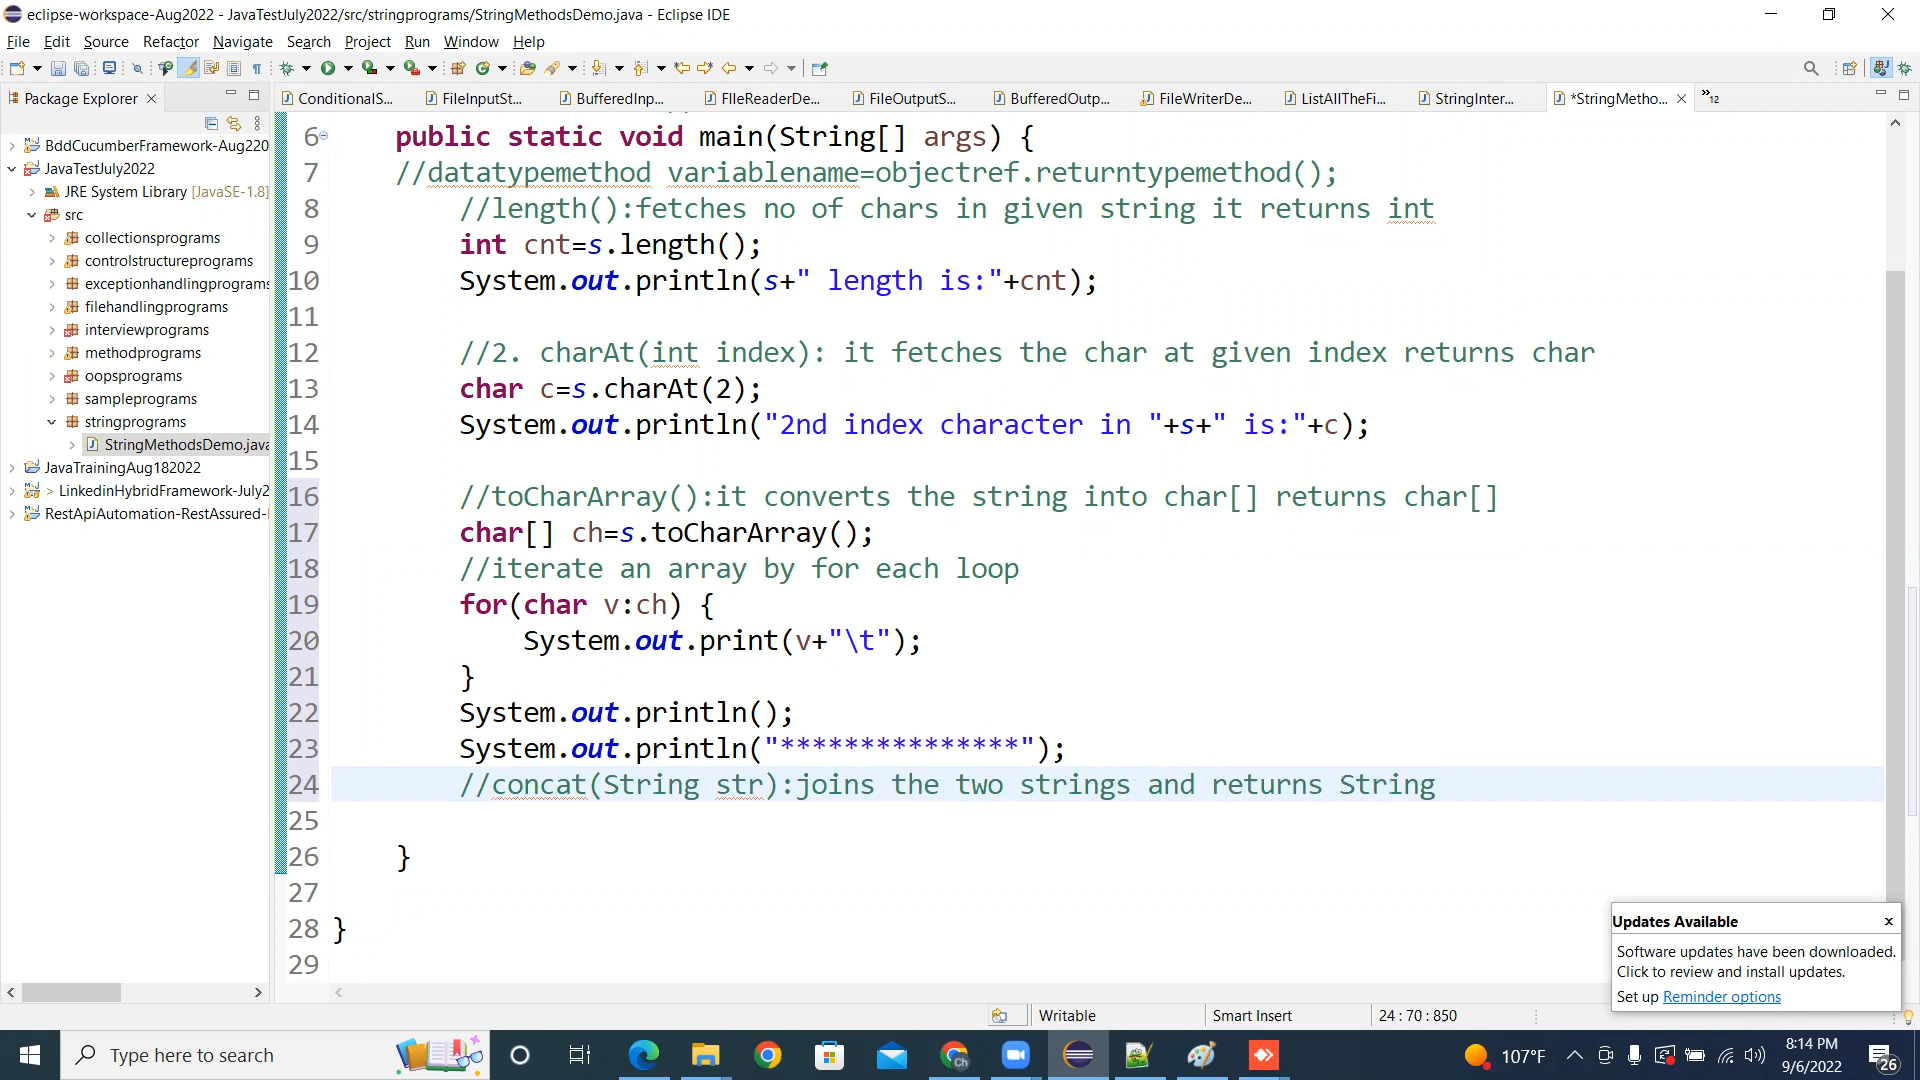 eclipse-workspace-Aug2022 - JavaTestJuly2022/src/stringprograms/StringMethodsDemo.java - Eclipse IDE
File Edit Source Refactor Navigate Search Project Run Window Help
Package Explorer
ConditionalS... FileInputSt... BufferedInp... FIleReaderDe... FileOutputS... BufferedOutp... FileWriterDe... ListAllTheFi... StringInter... *StringMetho... 12
BddCucumberFramework-Aug220
JavaTestJuly2022
JRE System Library [JavaSE-1.8]
src
collectionsprograms
controlstructureprograms
exceptionhandlingprograms
filehandlingprograms
interviewprograms
methodprograms
oopsprograms
sampleprograms
stringprograms
StringMethodsDemo.java
JavaTrainingAug182022
> LinkedinHybridFramework-July2
RestApiAutomation-RestAssured-
6 public static void main(String[] args) {
7 //datatypemethod variablename=objectref.returntypemethod();
8 //length():fetches no of chars in given string it returns int
9 int cnt=s.length();
10 System.out.println(s+" length is:"+cnt);
11
12 //2. charAt(int index): it fetches the char at given index returns char
13 char c=s.charAt(2);
14 System.out.println("2nd index character in "+s+" is:"+c);
15
16 //toCharArray():it converts the string into char[] returns char[]
17 char[] ch=s.toCharArray();
18 //iterate an array by for each loop
19 for(char v:ch) {
20 System.out.print(v+"\t");
21 }
22 System.out.println();
23 System.out.println("***************");
24 //concat(String str):joins the two strings and returns String
25
26 }
27
28 }
29
Updates Available
Software updates have been downloaded.
Click to review and install updates.
Set up Reminder options
Writable Smart Insert 24 : 70 : 850
Type here to search
107°F
8:14 PM
9/6/2022
26